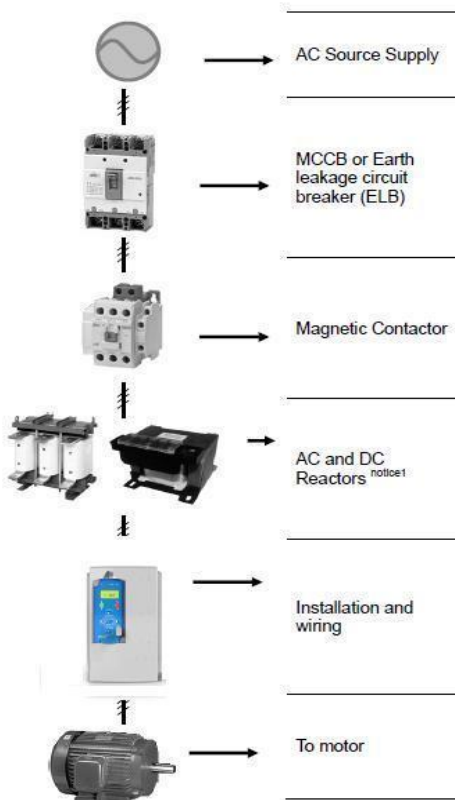 AC Source Supply
MCCB or Earth
leakage circuit
breaker (ELB)
Magnetic Contactor
AC and DC
Reactors notice1
Installation and
wiring
To motor